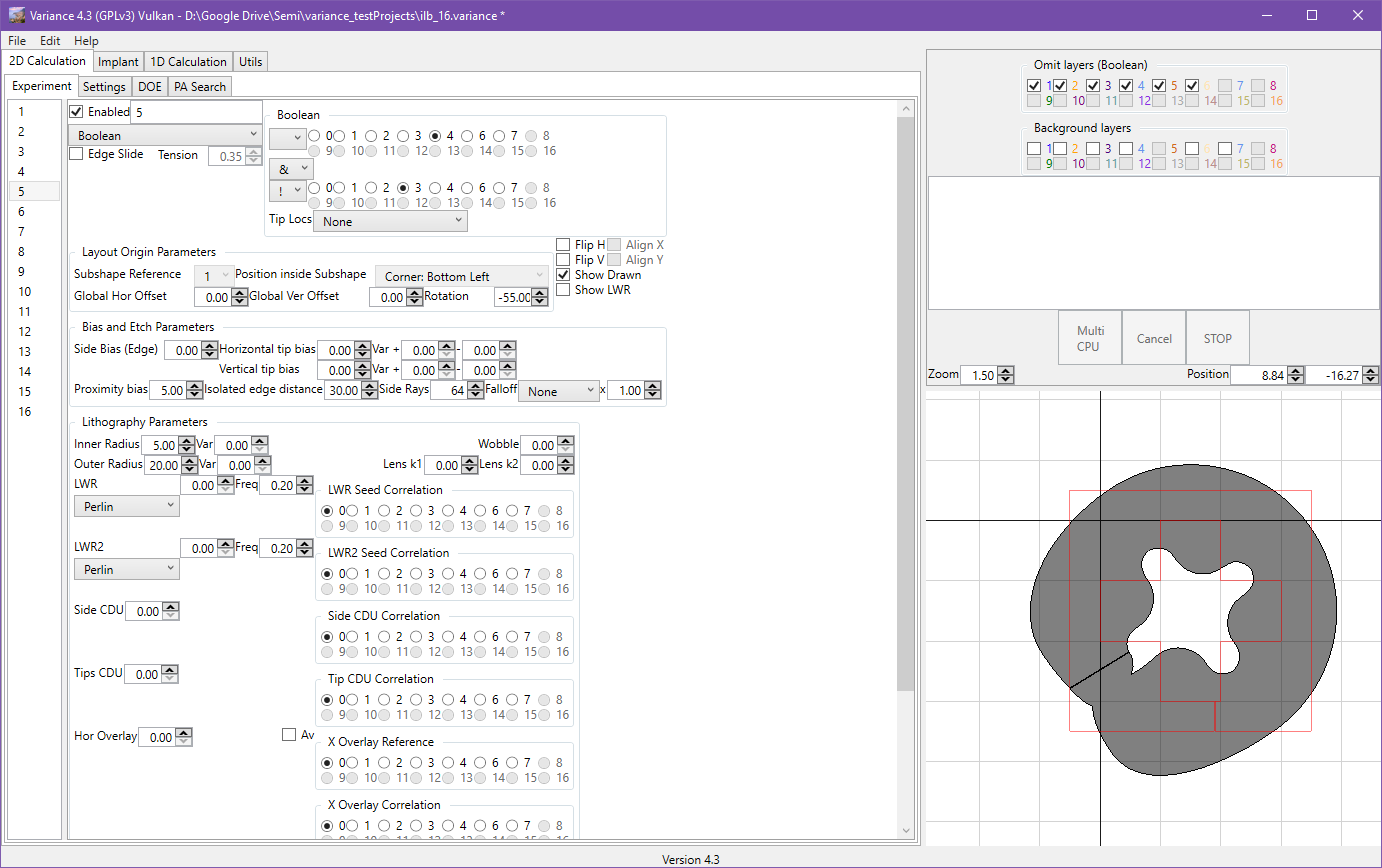 Variance 4.3 (GPLv3) Vulkan - D:\Google Drive\Semi\variance_testProjects\ilb_16.variance *
File Edit Help
2D Calculation Implant 1D Calculation Utils
Experiment Settings DOE PA Search
1
2
3
4
5
6
7
8
9
10
11
12
13
14
15
16
Enabled 5
Boolean
Edge Slide Tension 0.35
Boolean
0 1 2 3 4 6 7 8
9 10 11 12 13 14 15 16
&
! 0 1 2 3 4 6 7 8
9 10 11 12 13 14 15 16
Tip Locs None
Layout Origin Parameters
Subshape Reference 1 Position inside Subshape Corner: Bottom Left
Global Hor Offset 0.00 Global Ver Offset 0.00 Rotation -55.00
Flip H Align X
Flip V Align Y
Show Drawn
Show LWR
Bias and Etch Parameters
Side Bias (Edge) 0.00 Horizontal tip bias 0.00 Var + 0.00 - 0.00
Vertical tip bias 0.00 Var + 0.00 - 0.00
Proximity bias 5.00 Isolated edge distance 30.00 Side Rays 64 Falloff None x 1.00
Lithography Parameters
Inner Radius 5.00 Var 0.00 Wobble 0.00
Outer Radius 20.00 Var 0.00 Lens k1 0.00 Lens k2 0.00
LWR 0.00 Freq 0.20
Perlin
LWR Seed Correlation
0 1 2 3 4 6 7 8
9 10 11 12 13 14 15 16
LWR2 0.00 Freq 0.20
Perlin
LWR2 Seed Correlation
0 1 2 3 4 6 7 8
9 10 11 12 13 14 15 16
Side CDU 0.00
Side CDU Correlation
0 1 2 3 4 6 7 8
9 10 11 12 13 14 15 16
Tips CDU 0.00
Tip CDU Correlation
0 1 2 3 4 6 7 8
9 10 11 12 13 14 15 16
Hor Overlay 0.00 Av
X Overlay Reference
0 1 2 3 4 6 7 8
9 10 11 12 13 14 15 16
X Overlay Correlation
0 1 2 3 4 6 7 8
Omit layers (Boolean)
1 2 3 4 5 6 7 8
9 10 11 12 13 14 15 16
Background layers
1 2 3 4 5 6 7 8
9 10 11 12 13 14 15 16
Multi
CPU
Cancel STOP
Zoom 1.50 Position 8.84 -16.27
Version 4.3